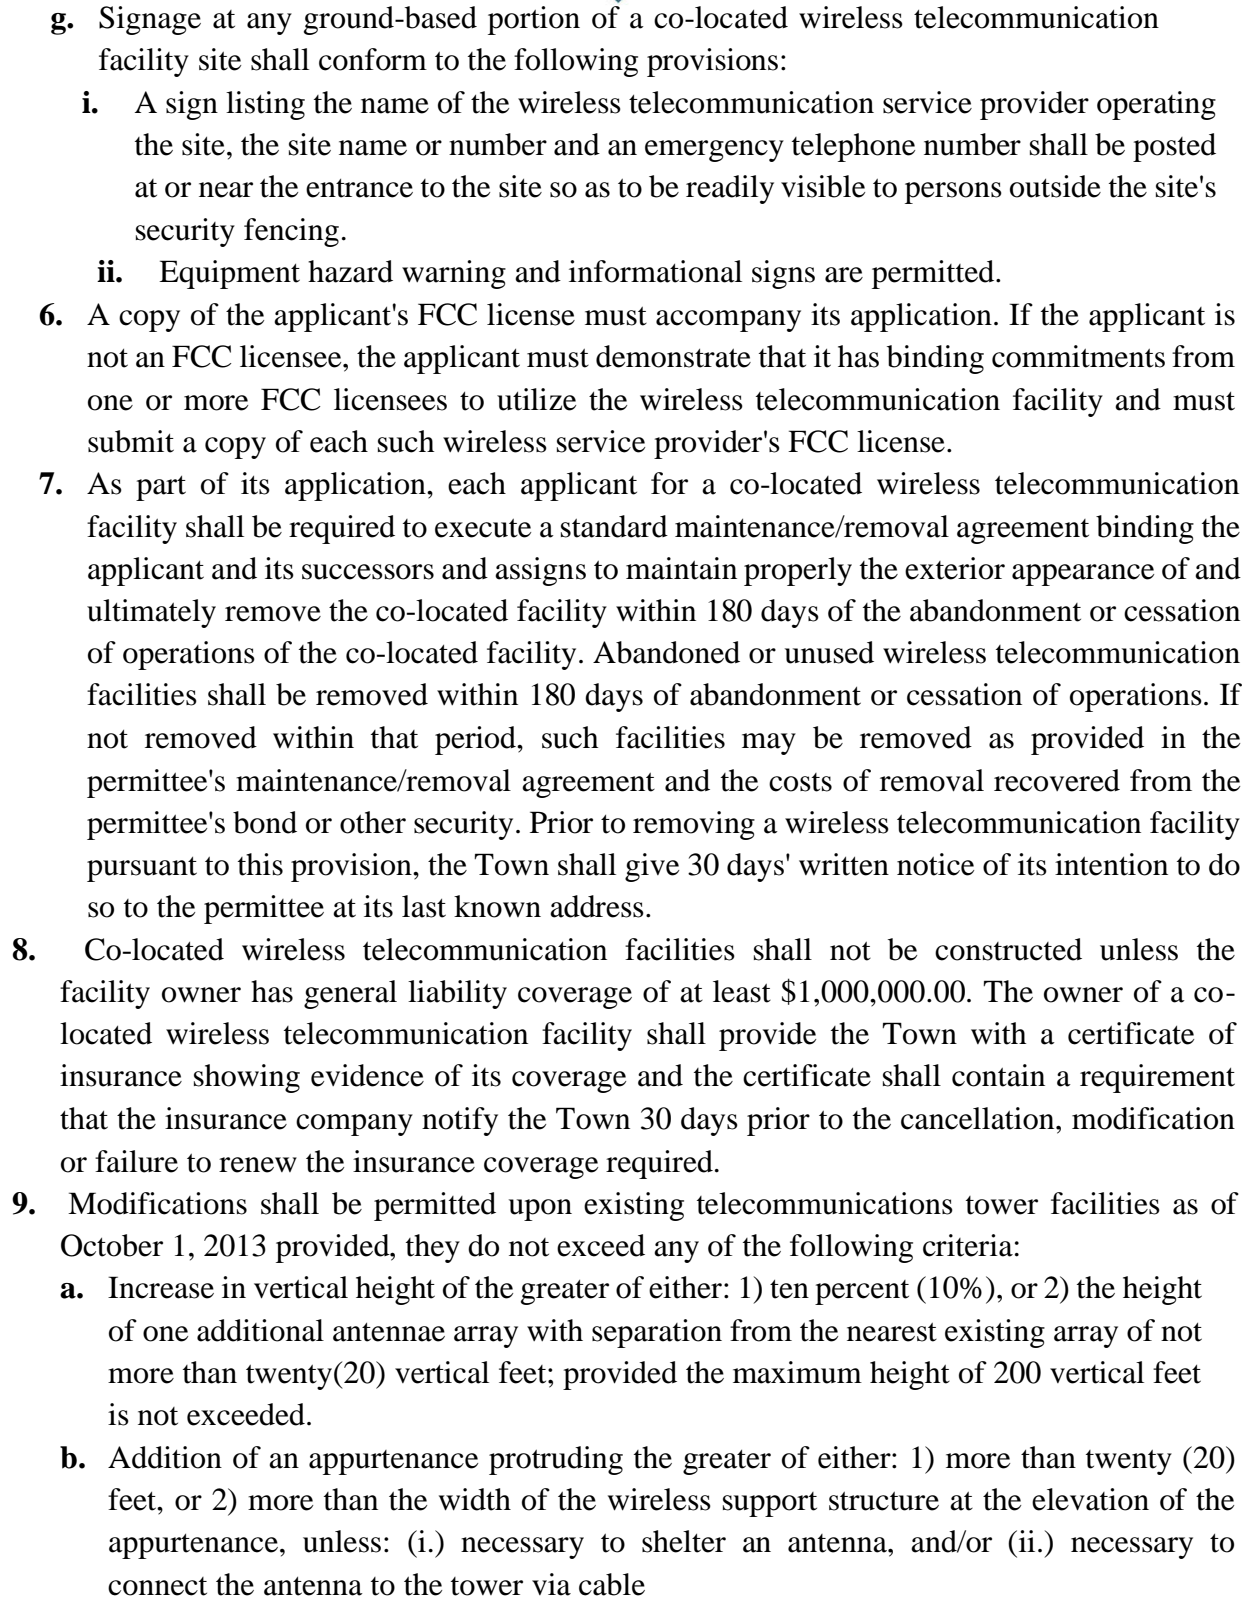 g. Signage at any ground-based portion of a co-located wireless telecommunication
facility site shall conform to the following provisions:
i. A sign listing the name of the wireless telecommunication service provider operating
the site, the site name or number and an emergency telephone number shall be posted
at or near the entrance to the site so as to be readily visible to persons outside the site's
security fencing.
ii. Equipment hazard warning and informational signs are permitted.
6. A copy of the applicant's FCC license must accompany its application. If the applicant is
not an FCC licensee, the applicant must demonstrate that it has binding commitments from
one or more FCC licensees to utilize the wireless telecommunication facility and must
submit a copy of each such wireless service provider's FCC license.
7. As part of its application, each applicant for a co-located wireless telecommunication
facility shall be required to execute a standard maintenance/removal agreement binding the
applicant and its successors and assigns to maintain properly the exterior appearance of and
ultimately remove the co-located facility within 180 days of the abandonment or cessation
of operations of the co-located facility. Abandoned or unused wireless telecommunication
facilities shall be removed within 180 days of abandonment or cessation of operations. If
not removed within that period, such facilities may be removed as provided in the
permittee's maintenance/removal agreement and the costs of removal recovered from the
permittee's bond or other security. Prior to removing a wireless telecommunication facility
pursuant to this provision, the Town shall give 30 days' written notice of its intention to do
so to the permittee at its last known address.
8. Co-located wireless telecommunication facilities shall not be constructed unless the
facility owner has general liability coverage of at least $1,000,000.00. The owner of a co-
located wireless telecommunication facility shall provide the Town with a certificate of
insurance showing evidence of its coverage and the certificate shall contain a requirement
that the insurance company notify the Town 30 days prior to the cancellation, modification
or failure to renew the insurance coverage required.
9. Modifications shall be permitted upon existing telecommunications tower facilities as of
October 1, 2013 provided, they do not exceed any of the following criteria:
a. Increase in vertical height of the greater of either: 1) ten percent (10%), or 2) the height
of one additional antennae array with separation from the nearest existing array of not
more than twenty(20) vertical feet; provided the maximum height of 200 vertical feet
is not exceeded.
b. Addition of an appurtenance protruding the greater of either: 1) more than twenty (20)
feet, or 2) more than the width of the wireless support structure at the elevation of the
appurtenance, unless: (i.) necessary to shelter an antenna, and/or (ii.) necessary to
connect the antenna to the tower via cable